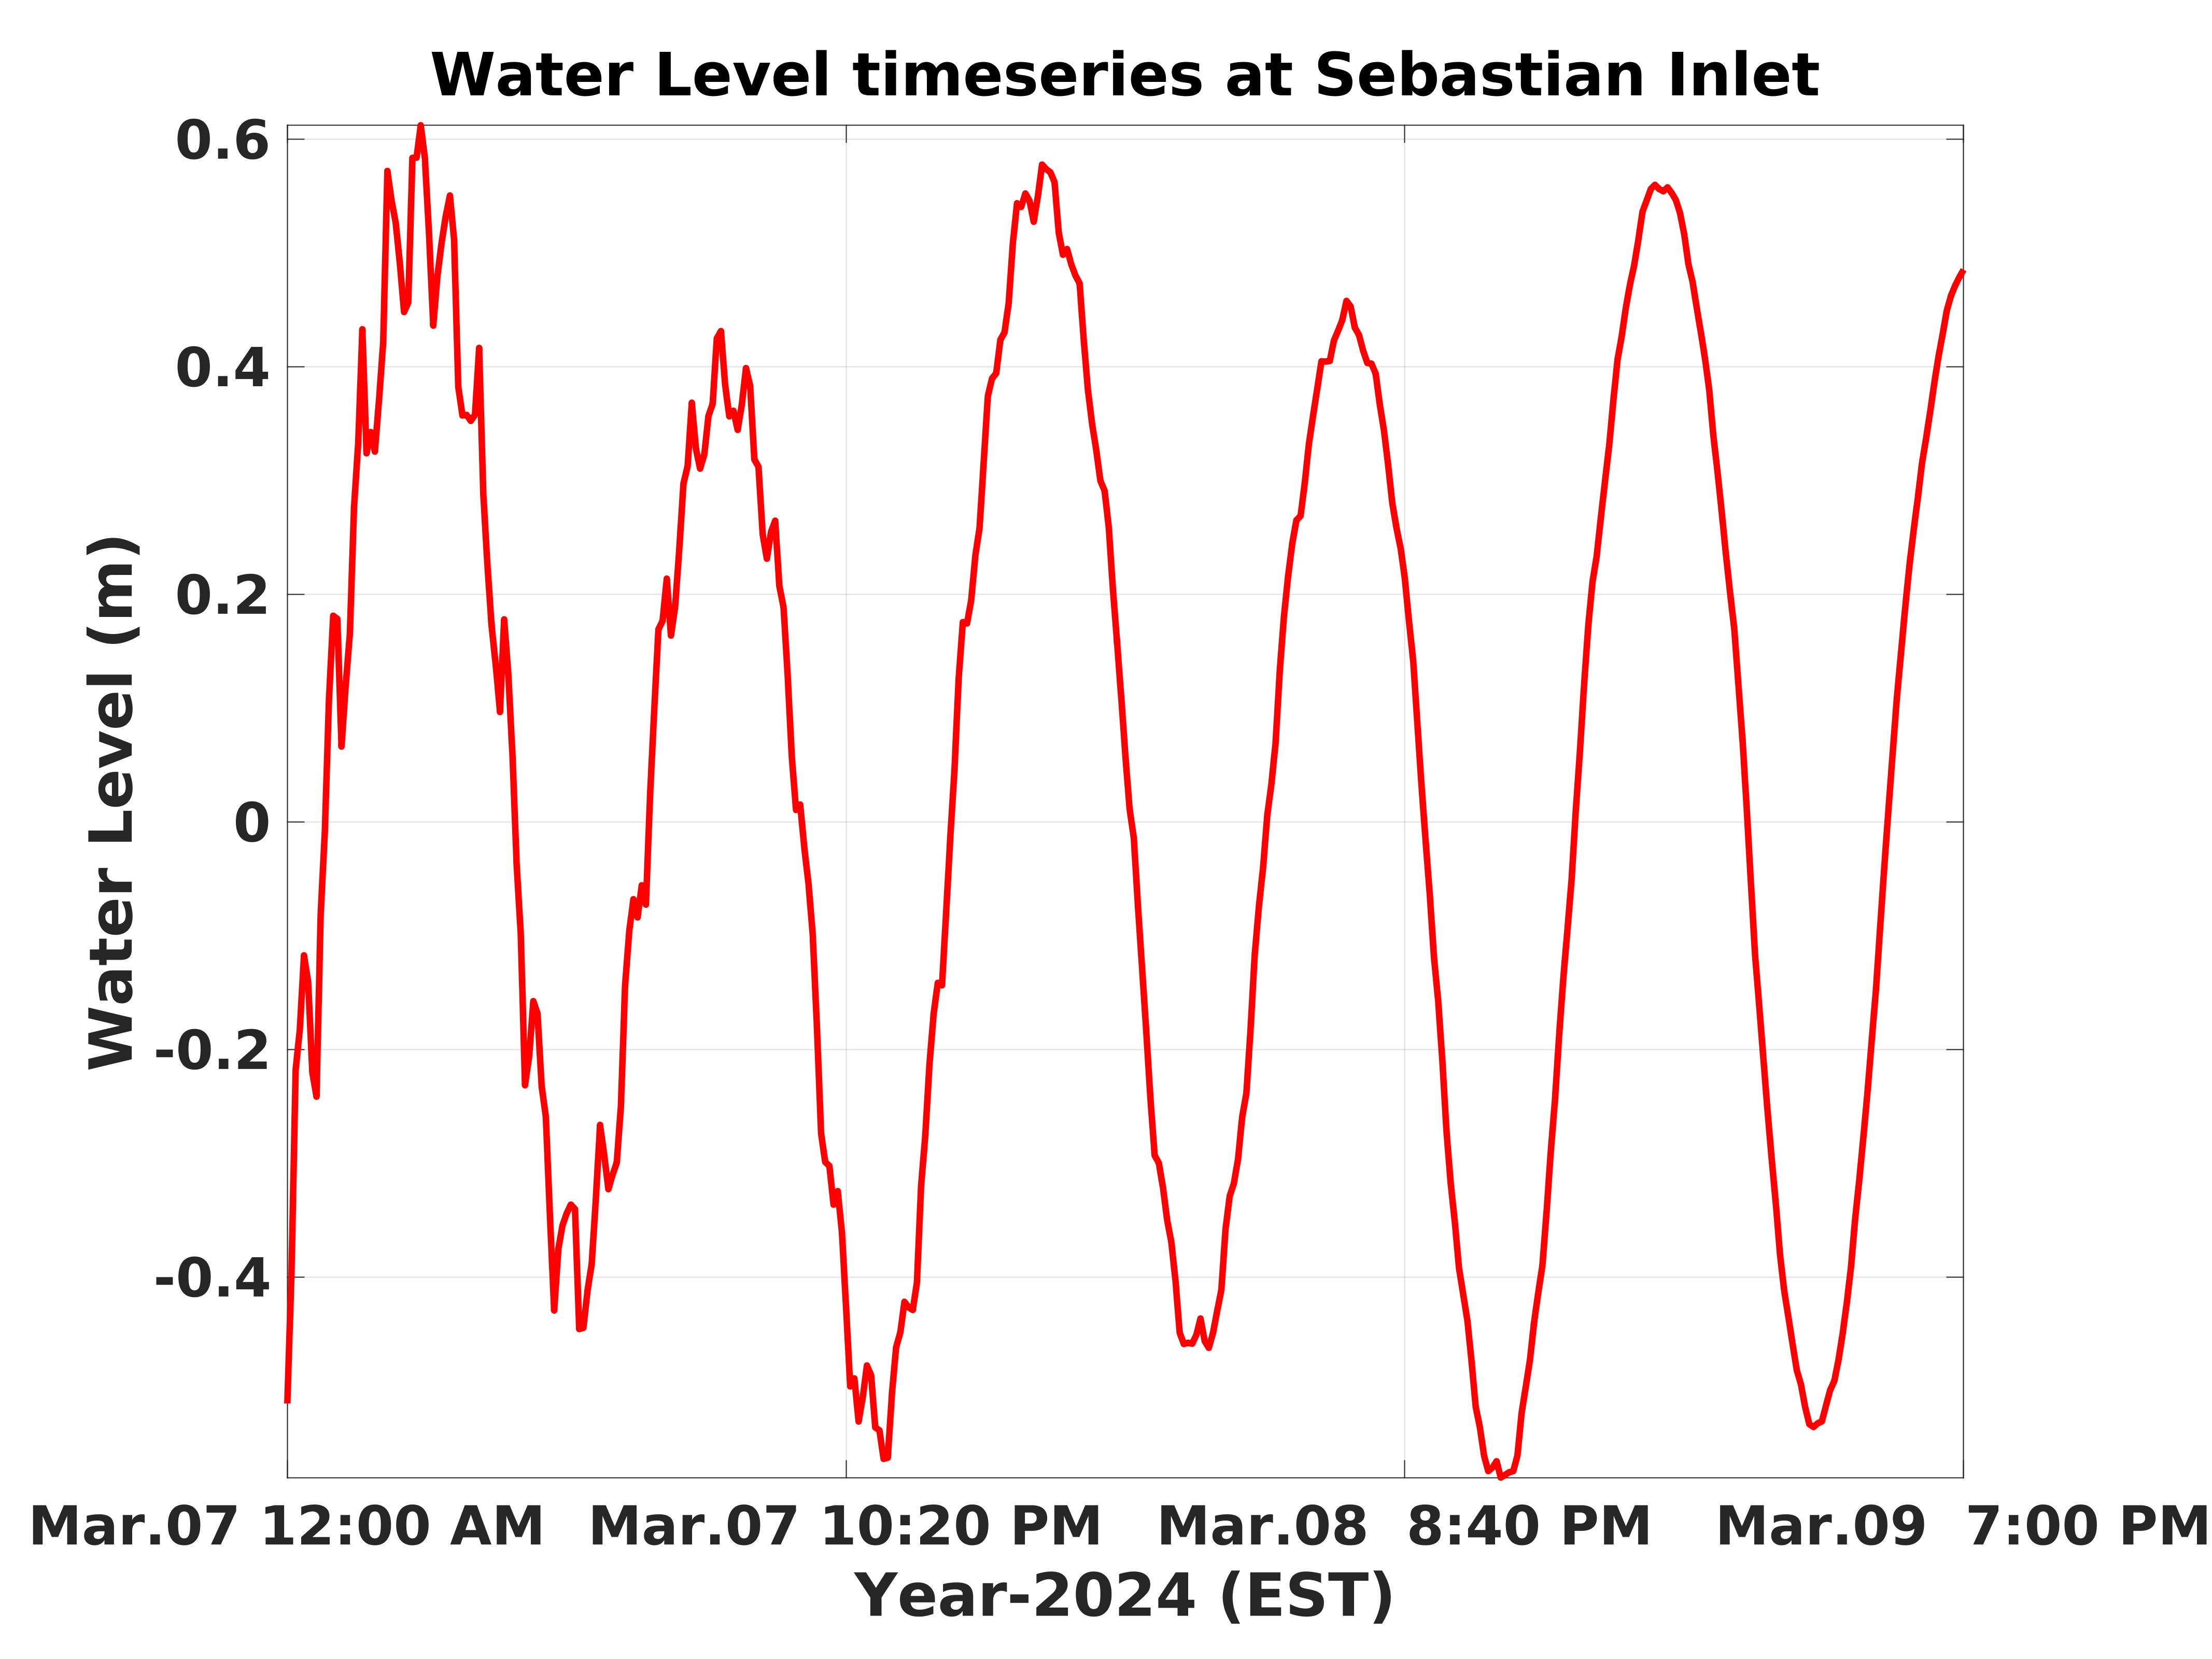 Water Level timeseries at Sebastian Inlet
0.6
0.4
0.2
0
-0.2
-0.4
Water Level (m)
Mar.07 12:00 AM Mar.07 10:20 PM Mar.08 8:40 PM Mar.09 7:00 PM
Year-2024 (EST)